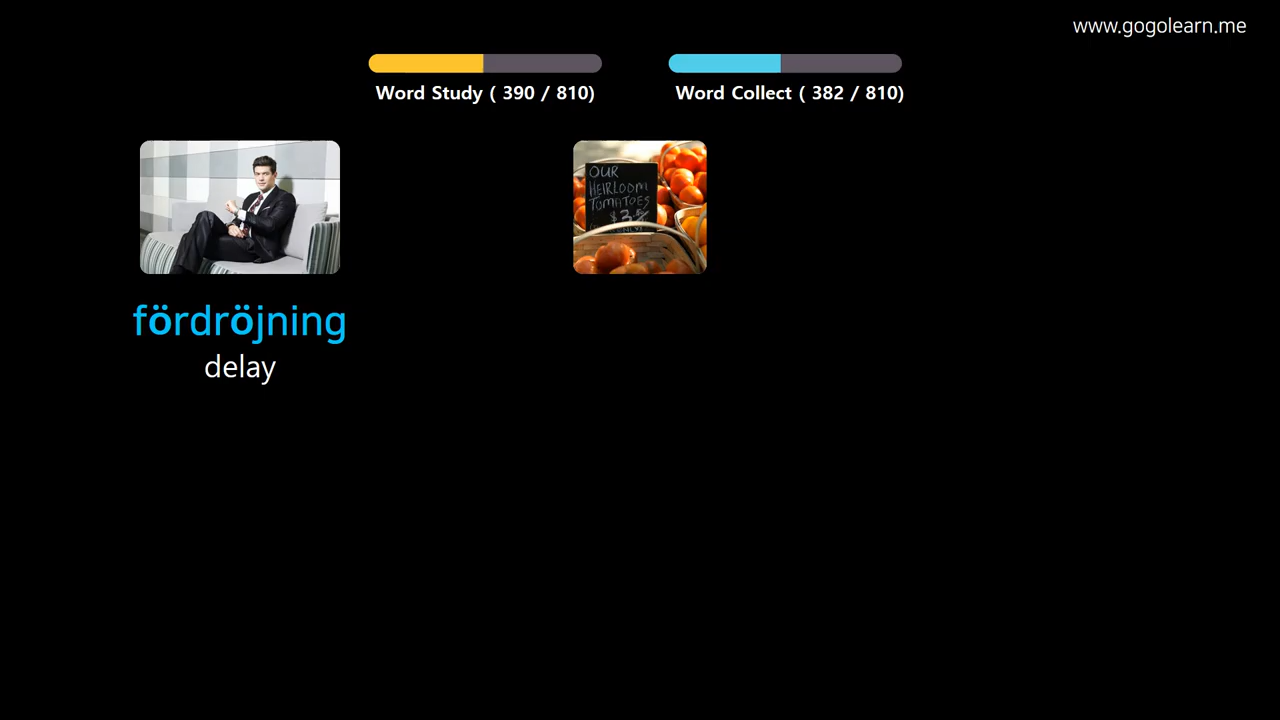 www.gogolearn.me
Word Study ( 390 / 810)
Word Collect ( 382 / 810)
OUR
HEIRLOOM
TOMATOES
fördröjning
delay